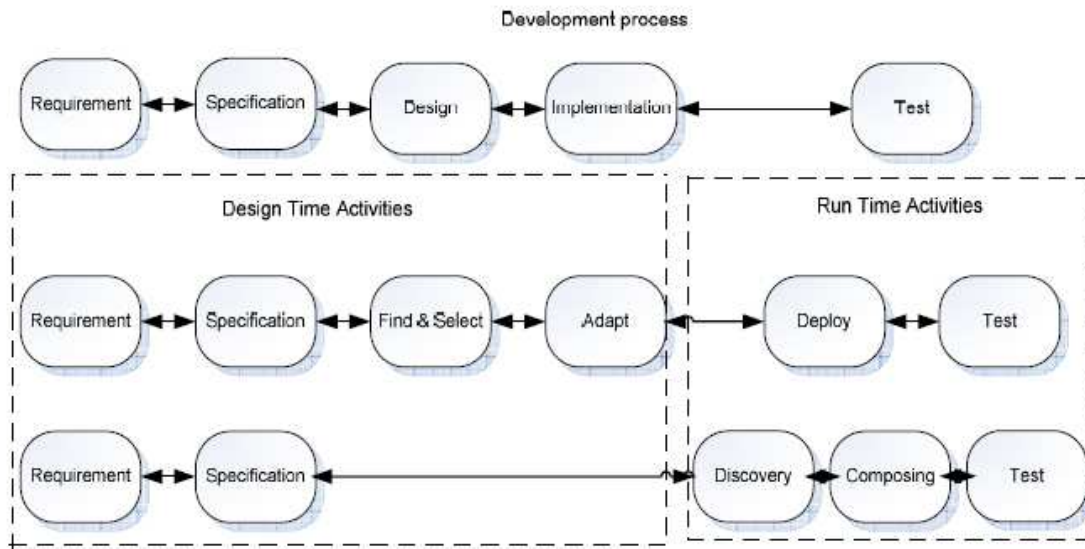 Development process
Requirement
Specification
Design
Implementation
Test
Design Time Activities
Run Time Activities
Requirement
Specification
Find & Select
Adapt
Deploy
Test
Requirement
Specification
Discovery
Composing
Test